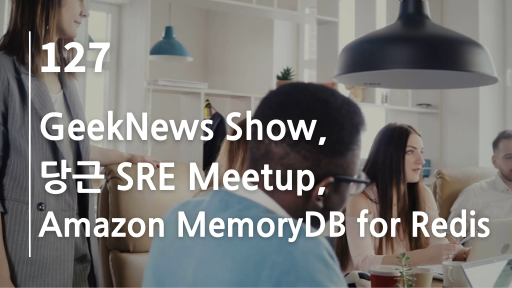 127
GeekNews Show,
당근 SRE Meetup,
Amazon MemoryDB for Redis